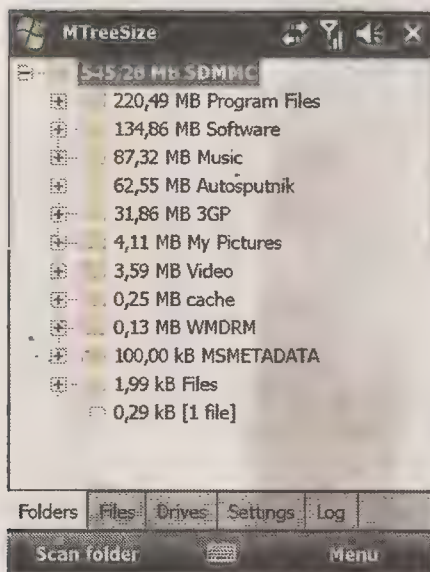 MTreeSize
545,26 MB SDMMC
220,49 MB Program Files
134,86 MB Software
87,32 MB Music
62,55 MB Autosputnik
31,86 MB 3GP
4,11 MB My Pictures
3,59 MB Video
0,25 MB cache
0,13 MB WMDRM
100,00 kB MSMETADATA
1,99 kB Files
0,29 kB [1 file]
Folders Files Drives Settings Log
Scan folder Menu